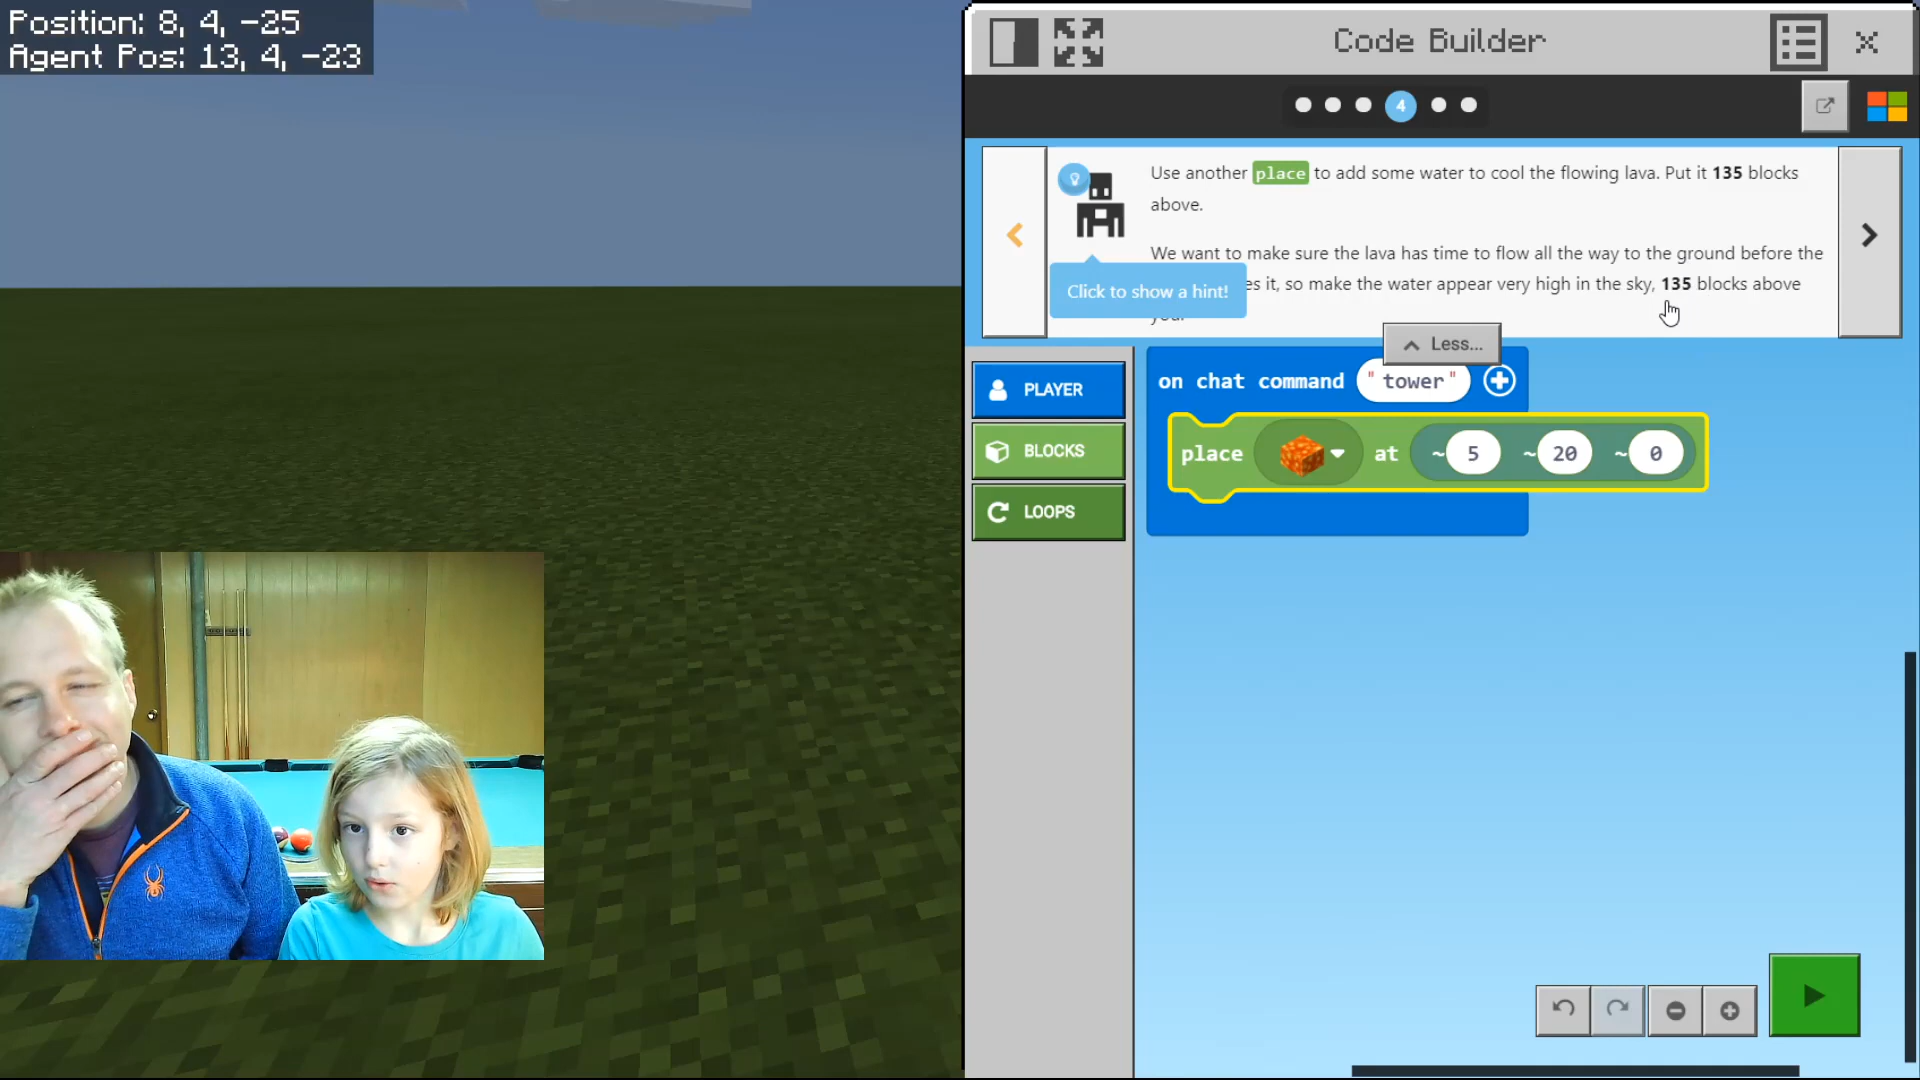 Position: 8, 4, -25
Agent Pos: 13, 4, -23
Code Builder
4
Use another place to add some water to cool the flowing lava. Put it 135 blocks
above.
We want to make sure the lava has time to flow all the way to the ground before the
es it, so make the water appear very high in the sky, 135 blocks above
Click to show a hint!
Less...
PLAYER
BLOCKS
LOOPS
on chat command "tower"
place at ~5 ~20 ~0